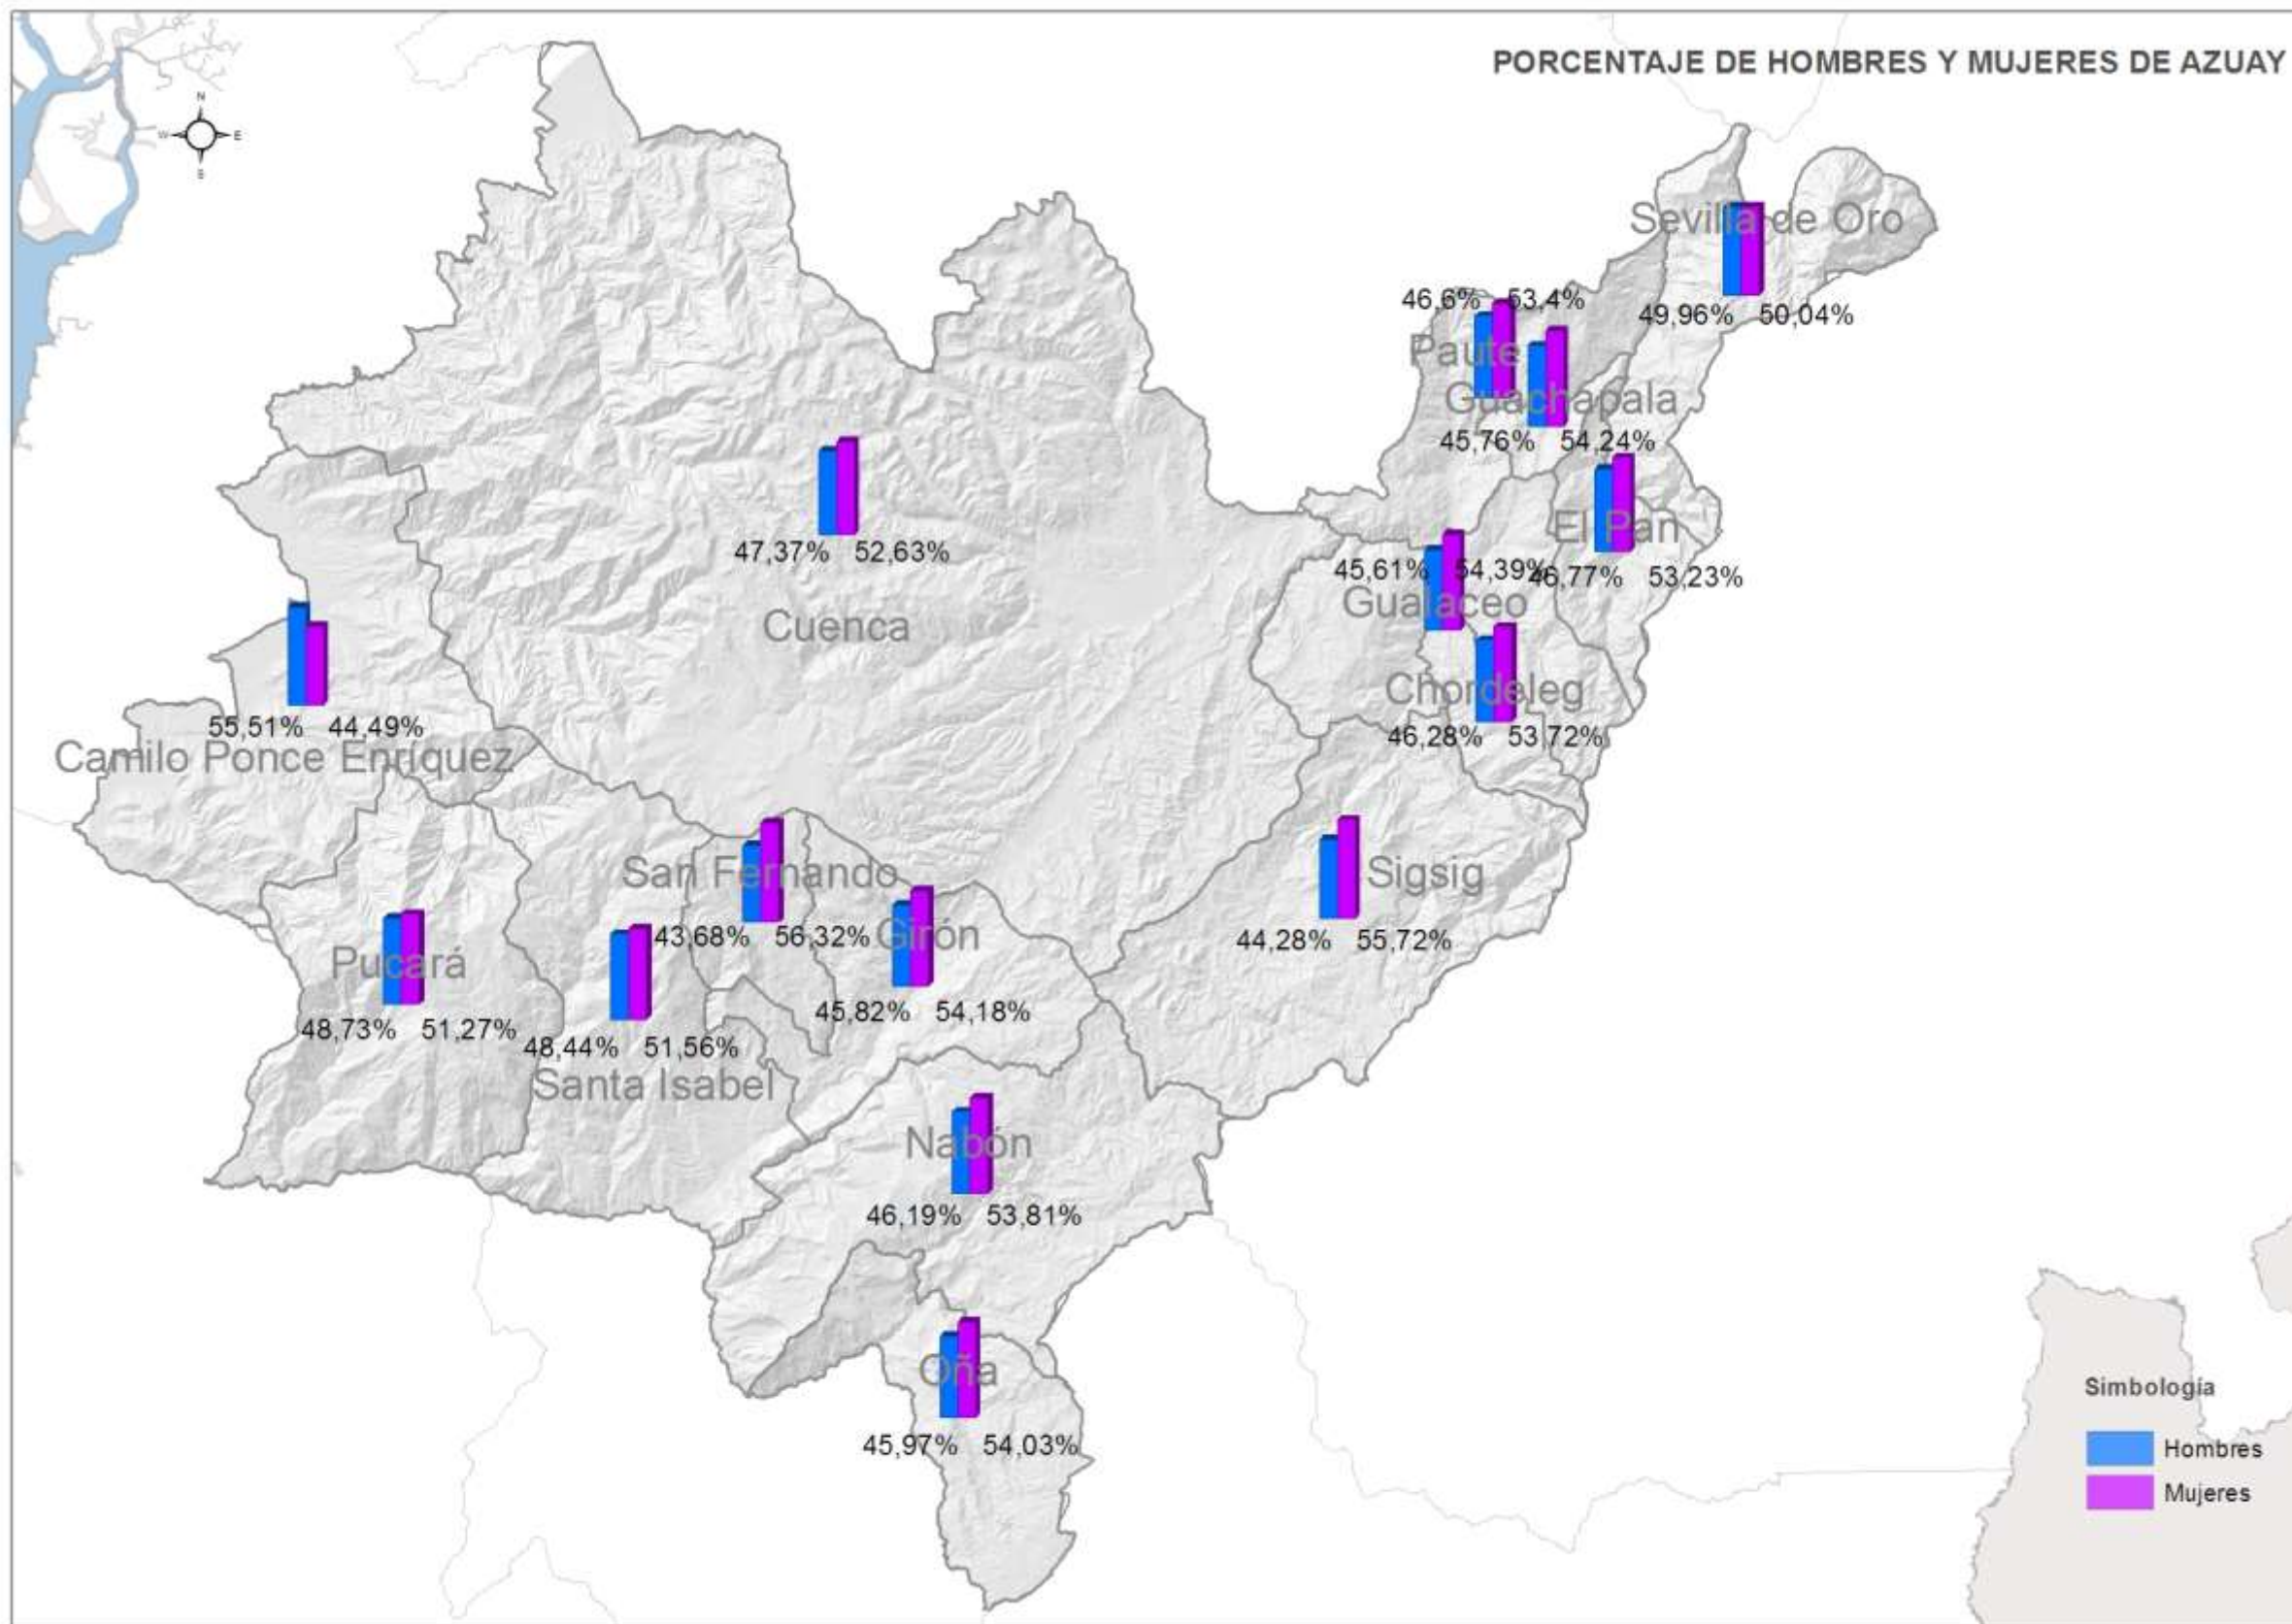 PORCENTAJE DE HOMBRES Y MUJERES DE AZUAY
N
W E
S
Sevilla de Oro
49,96% 50,04%
46,6% 53,4%
Paute
Guachapala
45,76% 54,24%
El Pan
46,77% 53,23%
45,61% 54,39%
Gualaceo
Chordeleg
46,28% 53,72%
47,37% 52,63%
Cuenca
55,51% 44,49%
Camilo Ponce Enríquez
San Fernando
43,68% 56,32%
Girón
45,82% 54,18%
Sigsig
44,28% 55,72%
Pucará
48,73% 51,27%
48,44% 51,56%
Santa Isabel
Nabón
46,19% 53,81%
Oña
45,97% 54,03%
Simbología
Hombres
Mujeres